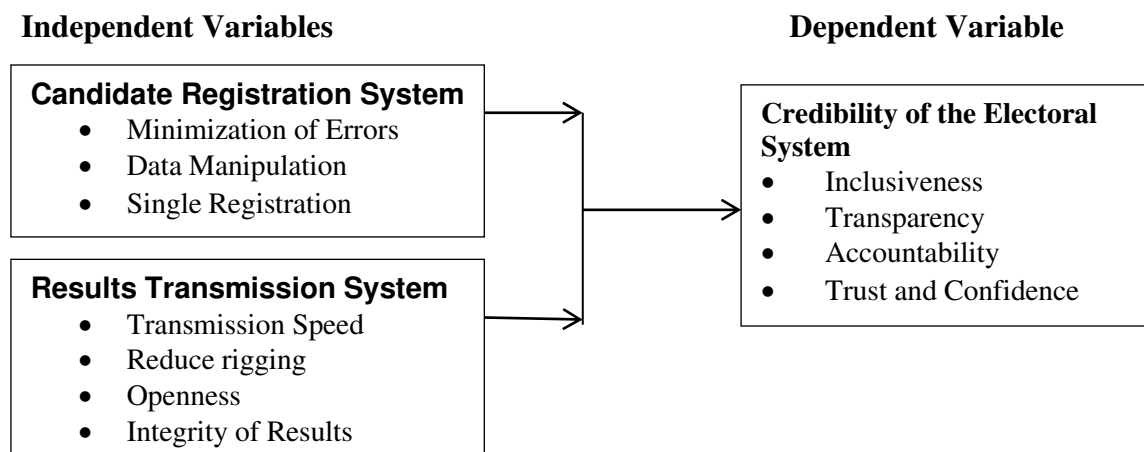 Independent Variables
Dependent Variable
Candidate Registration System
• Minimization of Errors
• Data Manipulation
• Single Registration
Results Transmission System
• Transmission Speed
• Reduce rigging
• Openness
• Integrity of Results
Credibility of the Electoral
System
• Inclusiveness
• Transparency
• Accountability
• Trust and Confidence